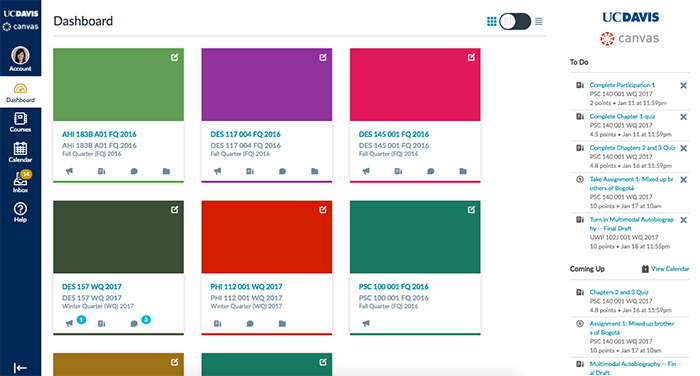 UCDAVIS
canvas
Account
Dashboard
Courses
Calendar
14
Inbox
Help
Dashboard
AHI 183B A01 FQ 2016
AHI 183B A01 FQ 2016
Fall Quarter (FQ) 2016
DES 117 004 FQ 2016
DES 117 004 FQ 2016
Fall Quarter (FQ) 2016
DES 145 001 FQ 2016
DES 145 001 FQ 2016
Fall Quarter (FQ) 2016
DES 157 WQ 2017
DES 157 WQ 2017
Winter Quarter (WQ) 2017
1
3
PHI 112 001 WQ 2017
PHI 112 001 WQ 2017
Winter Quarter (WQ) 2017
PSC 100 001 FQ 2016
PSC 100 001 FQ 2016
Fall Quarter (FQ) 2016
UCDAVIS
canvas
To Do
Complete Participation 1
PSC 140 001 WQ 2017
2 points • Jan 11 at 11:59pm
Complete Chapter 1 quiz
PSC 140 001 WQ 2017
4.5 points • Jan 11 at 11:59pm
Complete Chapters 2 and 3 Quiz
PSC 140 001 WQ 2017
4.8 points • Jan 16 at 11:59pm
Take Assignment 1: Mixed up br
others of Bogotá
PSC 140 001 WQ 2017
10 points • Jan 17 at 10am
Turn in Multimodal Autobiograp
hy -- Final Draft
UWP 102J 001 WQ 2017
10 points • Jan 18 at 11:55pm
Coming Up
View Calendar
Chapters 2 and 3 Quiz
PSC 140 001 WQ 2017
4.8 points • Jan 16 at 11:59pm
Assignment 1: Mixed up brother
s of Bogotá
PSC 140 001 WQ 2017
10 points • Jan 17 at 10am
Multimodal Autobiography -- Fin
al Draft